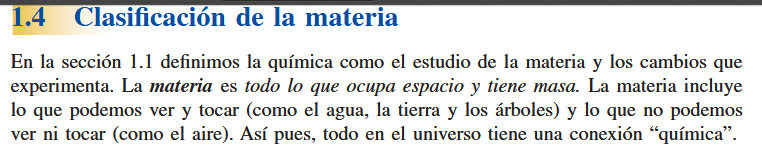 1.4 Clasificación de la materia
En la sección 1.1 definimos la química como el estudio de la materia y los cambios que
experimenta. La materia es todo lo que ocupa espacio y tiene masa. La materia incluye
lo que podemos ver y tocar (como el agua, la tierra y los árboles) y lo que no podemos
ver ni tocar (como el aire). Así pues, todo en el universo tiene una conexión “química”.